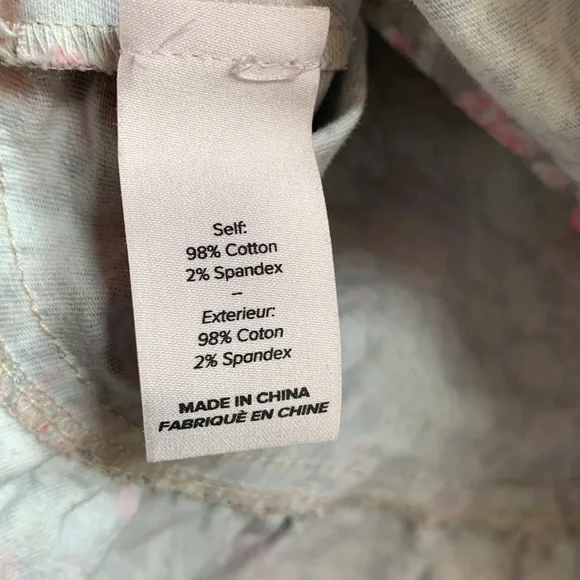 Self:
98% Cotton
2% Spandex
--
Exterieur:
98% Coton
2% Spandex
MADE IN CHINA
FABRIQUÈ EN CHINE